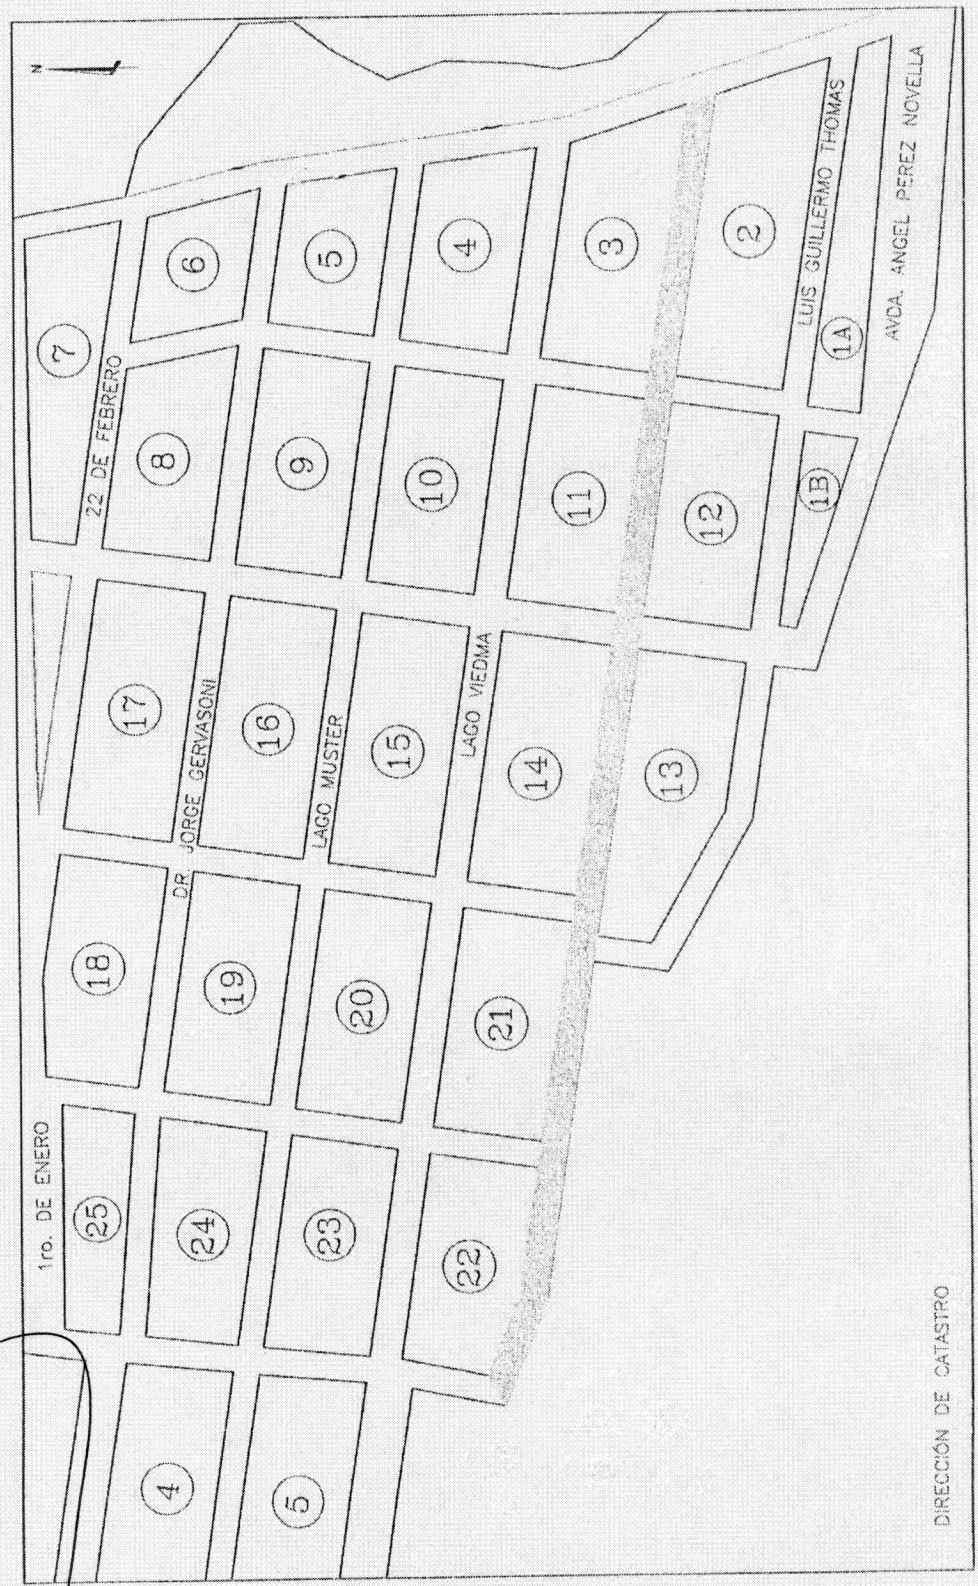 N
1ro. DE ENERO
22 DE FEBRERO
DR. JORGE GERVASONI
LAGO MUSTER
LAGO VIEDMA
LUIS GUILLERMO THOMAS
AVDA. ANGEL PEREZ NOVELLA
4
25
18
17
7
5
24
19
16
8
6
23
20
15
9
5
22
21
14
10
4
13
11
3
12
2
1B
1A
DIRECCIÓN DE CATASTRO